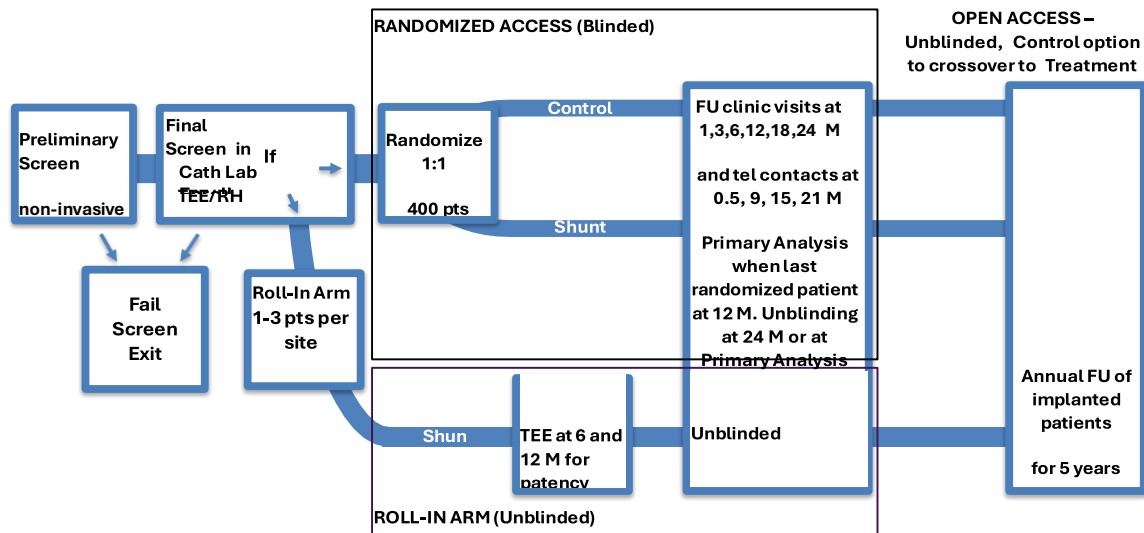 RANDOMIZED ACCESS (Blinded)
OPEN ACCESS –
Unblinded, Control option
to crossover to Treatment
Preliminary
Screen
non-invasive
Final
Screen in
Cath Lab
TEE/RH
If
Randomize
1:1
400 pts
Control
Shunt
FU clinic visits at
1,3,6,12,18,24 M
and tel contacts at
0.5, 9, 15, 21 M
Primary Analysis
when last
randomized patient
at 12 M. Unblinding
at 24 M or at
Primary Analysis
Fail
Screen
Exit
Roll-In Arm
1-3 pts per
site
Shun
TEE at 6 and
12 M for
patency
Unblinded
Annual FU of
implanted
patients
for 5 years
ROLL-IN ARM (Unblinded)